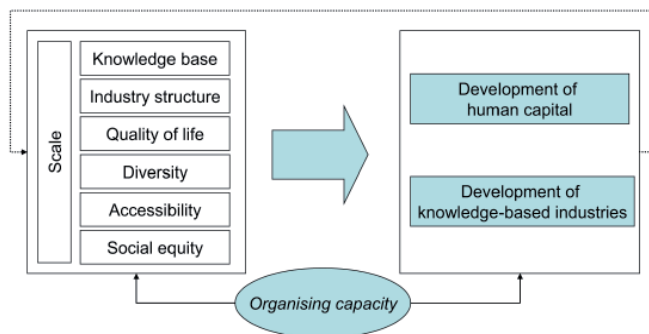 Scale
Knowledge base
Industry structure
Quality of life
Diversity
Accessibility
Social equity
Development of
human capital
Development of
knowledge-based industries
Organising capacity